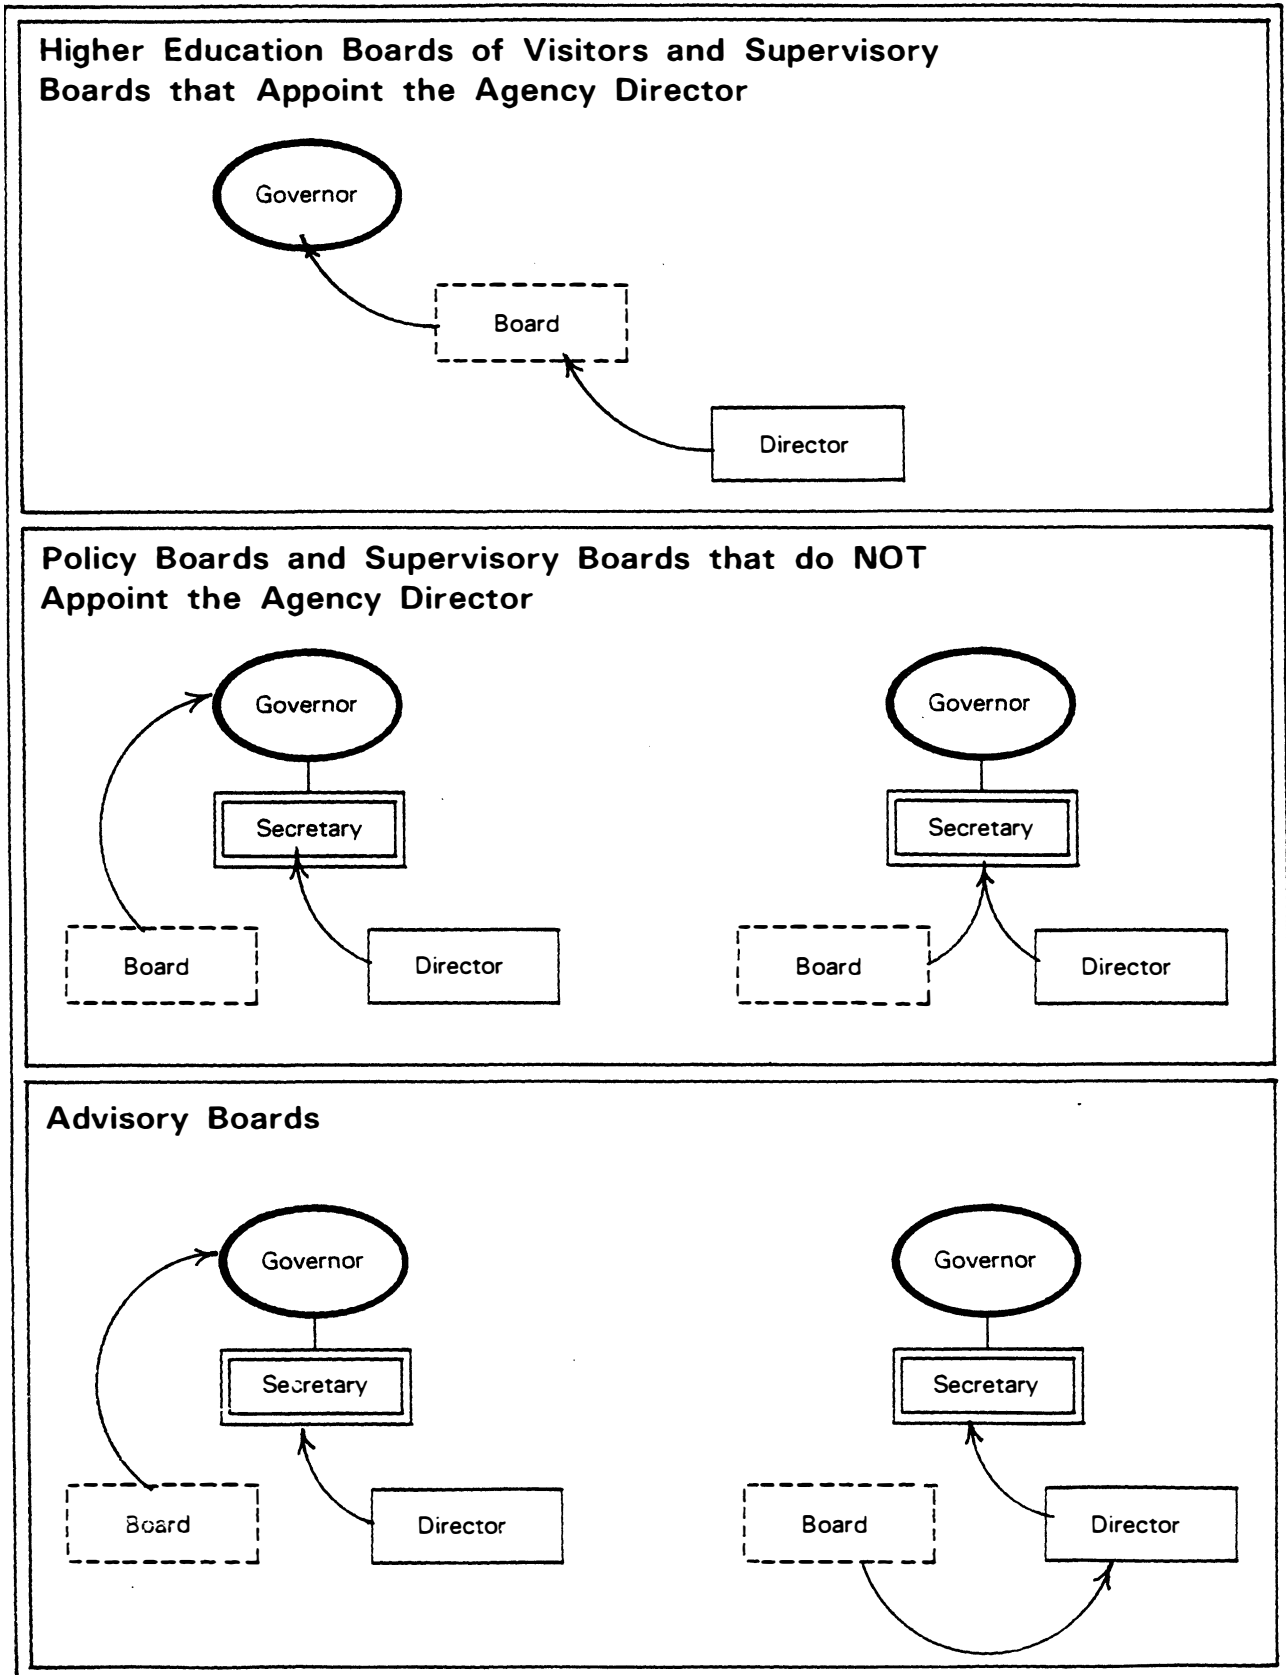 Higher Education Boards of Visitors and Supervisory
Boards that Appoint the Agency Director
Governor
Board
Director
Policy Boards and Supervisory Boards that do NOT
Appoint the Agency Director
Governor
Governor
Secretary
Secretary
Board
Director
Board
Director
Advisory Boards
Governor
Governor
Secretary
Secretary
Board
Director
Board
Director